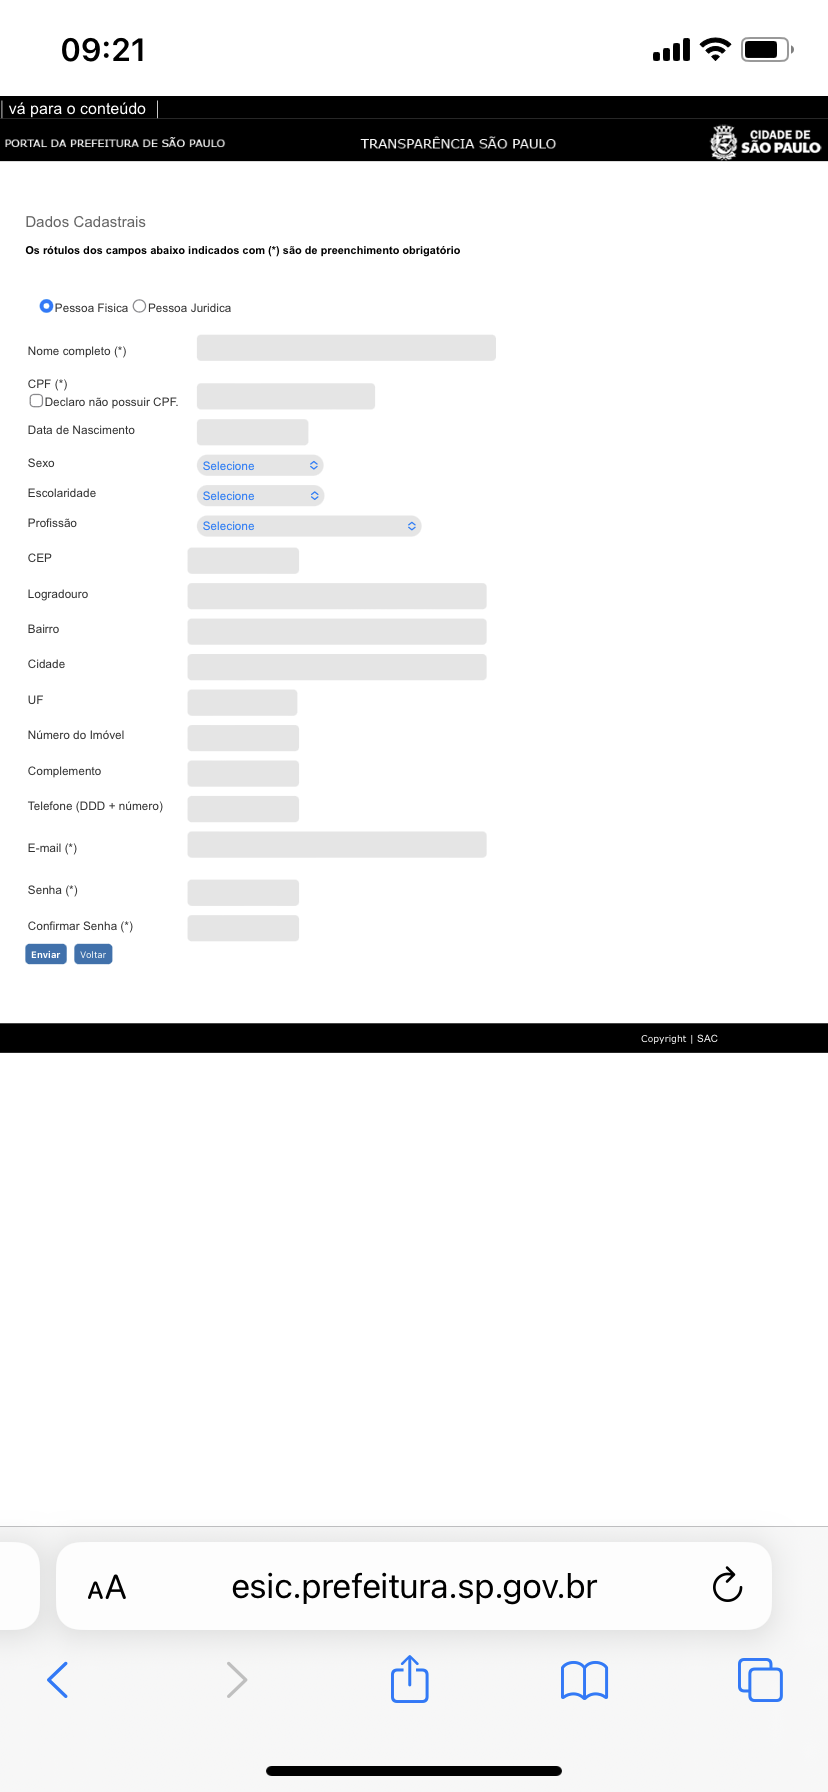 09:21
vá para o conteúdo
PORTAL DA PREFEITURA DE SÃO PAULO
TRANSPARÊNCIA SÃO PAULO
CIDADE DE
SÃO PAULO
Dados Cadastrais
Os rótulos dos campos abaixo indicados com (*) são de preenchimento obrigatório
Pessoa Fisica Pessoa Juridica
Nome completo (*)
CPF (*)
Declaro não possuir CPF.
Data de Nascimento
Sexo Selecione
Escolaridade Selecione
Profissão Selecione
CEP
Logradouro
Bairro
Cidade
UF
Número do Imóvel
Complemento
Telefone (DDD + número)
E-mail (*)
Senha (*)
Confirmar Senha (*)
Enviar Voltar
Copyright | SAC
AA esic.prefeitura.sp.gov.br